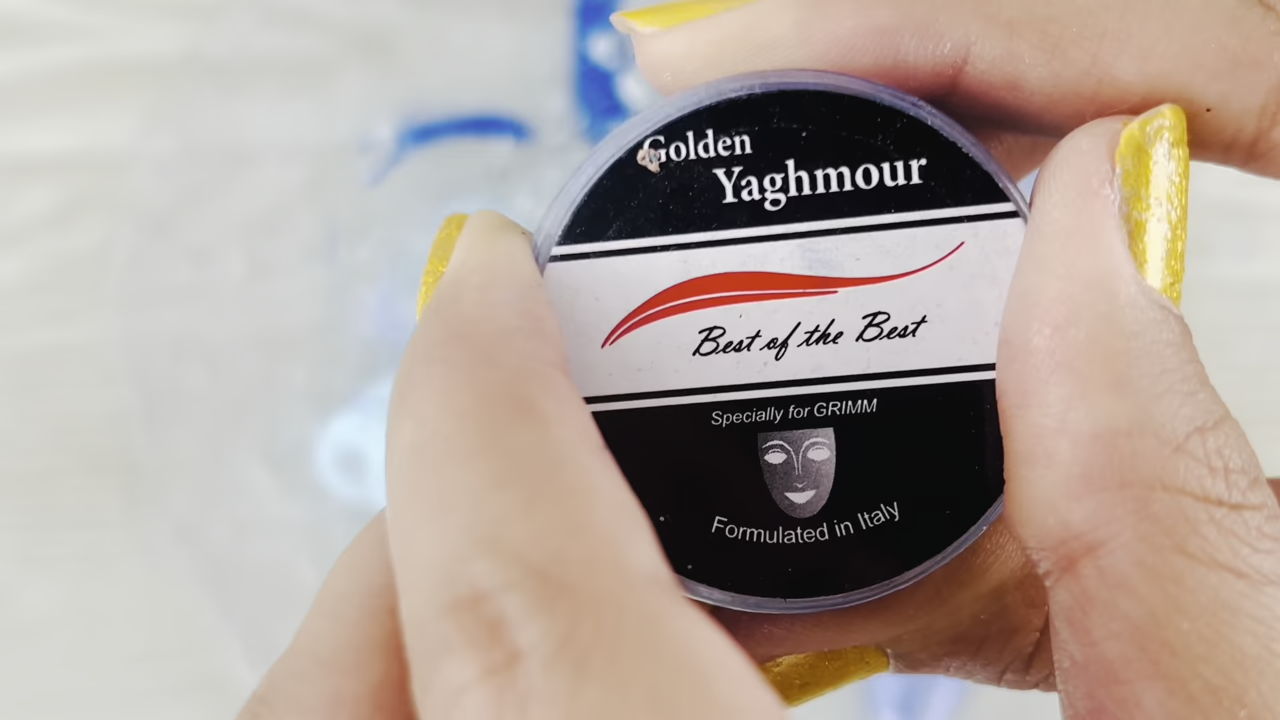 Golden
Yaghmour
Best of the Best
Specially for GRIMM
Formulated in Italy